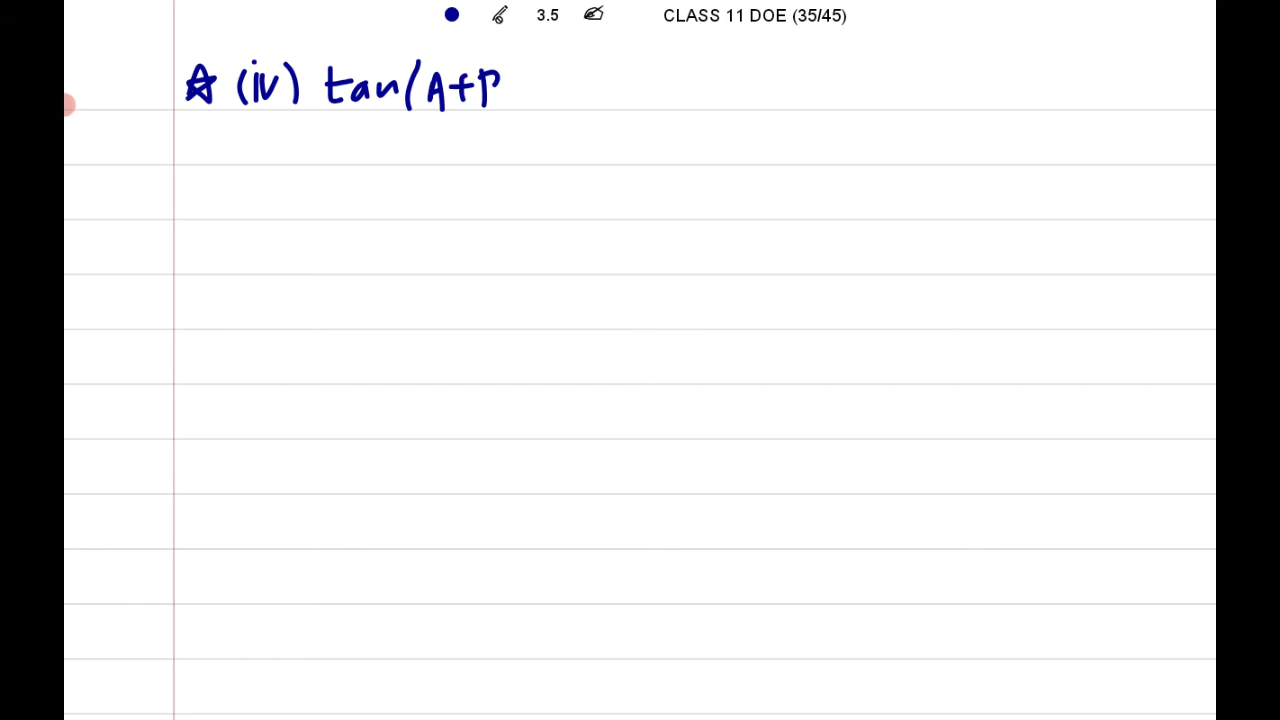 3.5 CLASS 11 DOE (35/45)
☆ (iv) tan(A+P